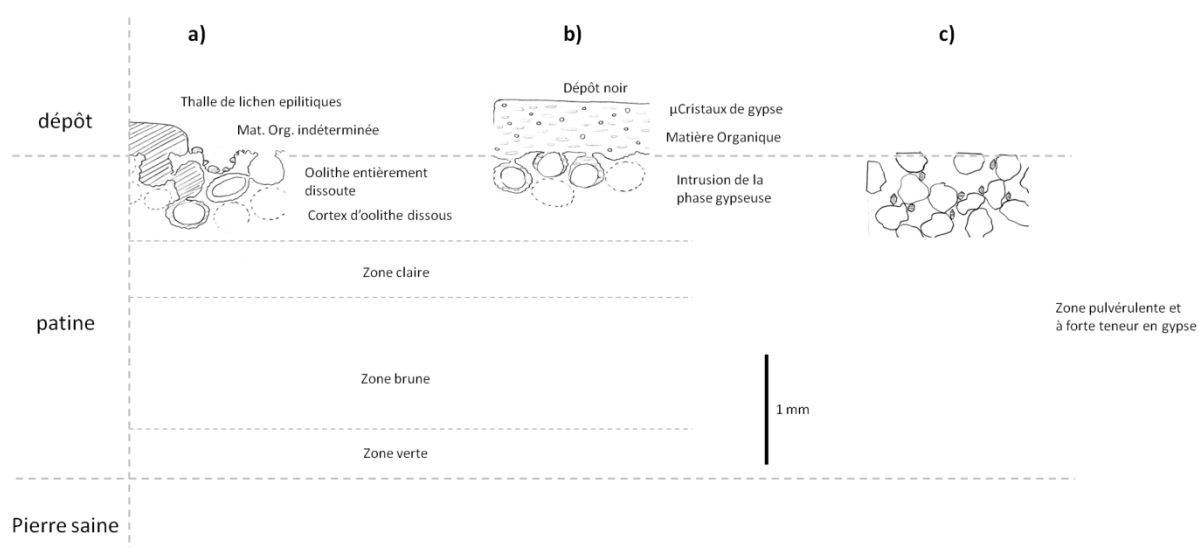 a)
b)
c)
dépôt
Thalle de lichen epilitiques
Mat. Org. indéterminée
Oolithe entièrement
dissoute
Cortex d'oolithe dissous
Dépôt noir
µCristaux de gypse
Matière Organique
Intrusion de la
phase gypseuse
patine
Zone claire
Zone brune
Zone verte
1 mm
Zone pulvérulente et
à forte teneur en gypse
Pierre saine